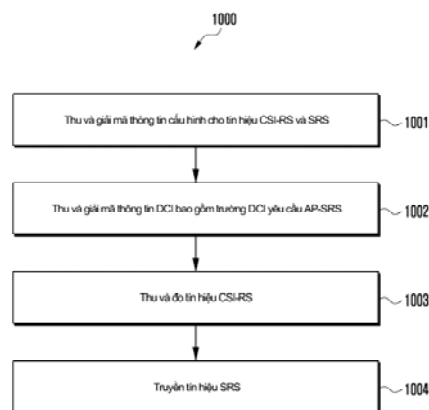 1000
Thu và giải mã thông tin cấu hình cho tín hiệu CSI-RS và SRS
1001
Thu và giải mã thông tin DCI bao gồm trường DCI yêu cầu AP-SRS
1002
Thu và đo tín hiệu CSI-RS
1003
Truyền tín hiệu SRS
1004